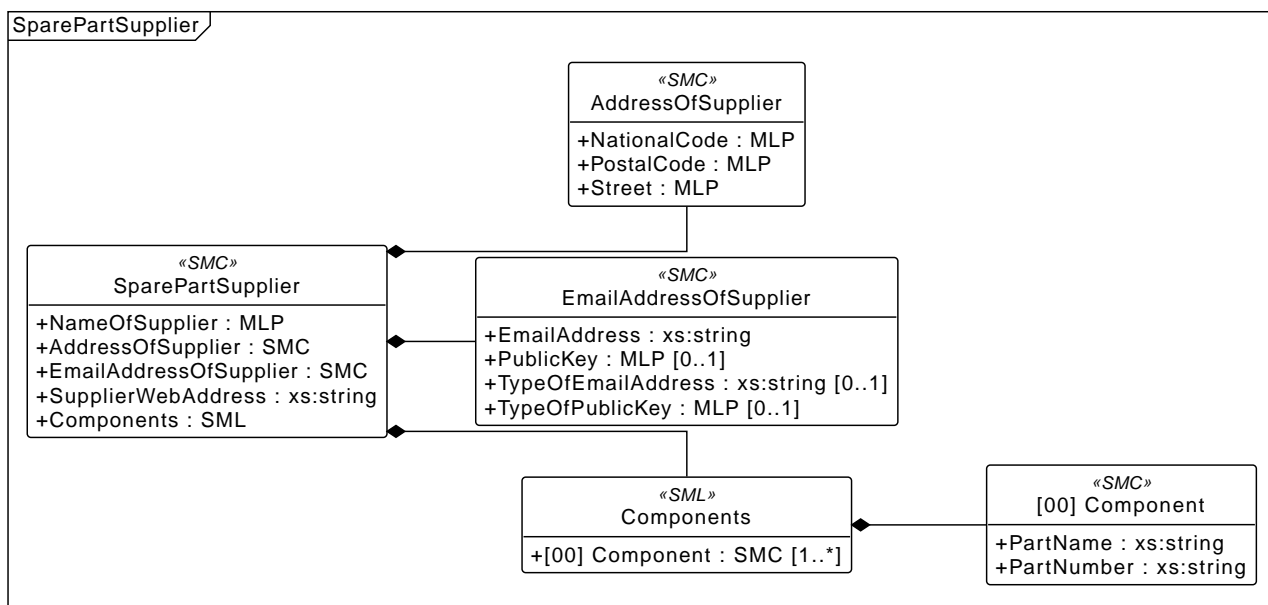 SparePartSupplier
«SMC»
AddressOfSupplier
+NationalCode : MLP
+PostalCode : MLP
+Street : MLP
«SMC»
SparePartSupplier
+NameOfSupplier : MLP
+AddressOfSupplier : SMC
+EmailAddressOfSupplier : SMC
+SupplierWebAddress : xs:string
+Components : SML
«SMC»
EmailAddressOfSupplier
+EmailAddress : xs:string
+PublicKey : MLP [0..1]
+TypeOfEmailAddress : xs:string [0..1]
+TypeOfPublicKey : MLP [0..1]
«SML»
Components
+[00] Component : SMC [1..*]
«SMC»
[00] Component
+PartName : xs:string
+PartNumber : xs:string